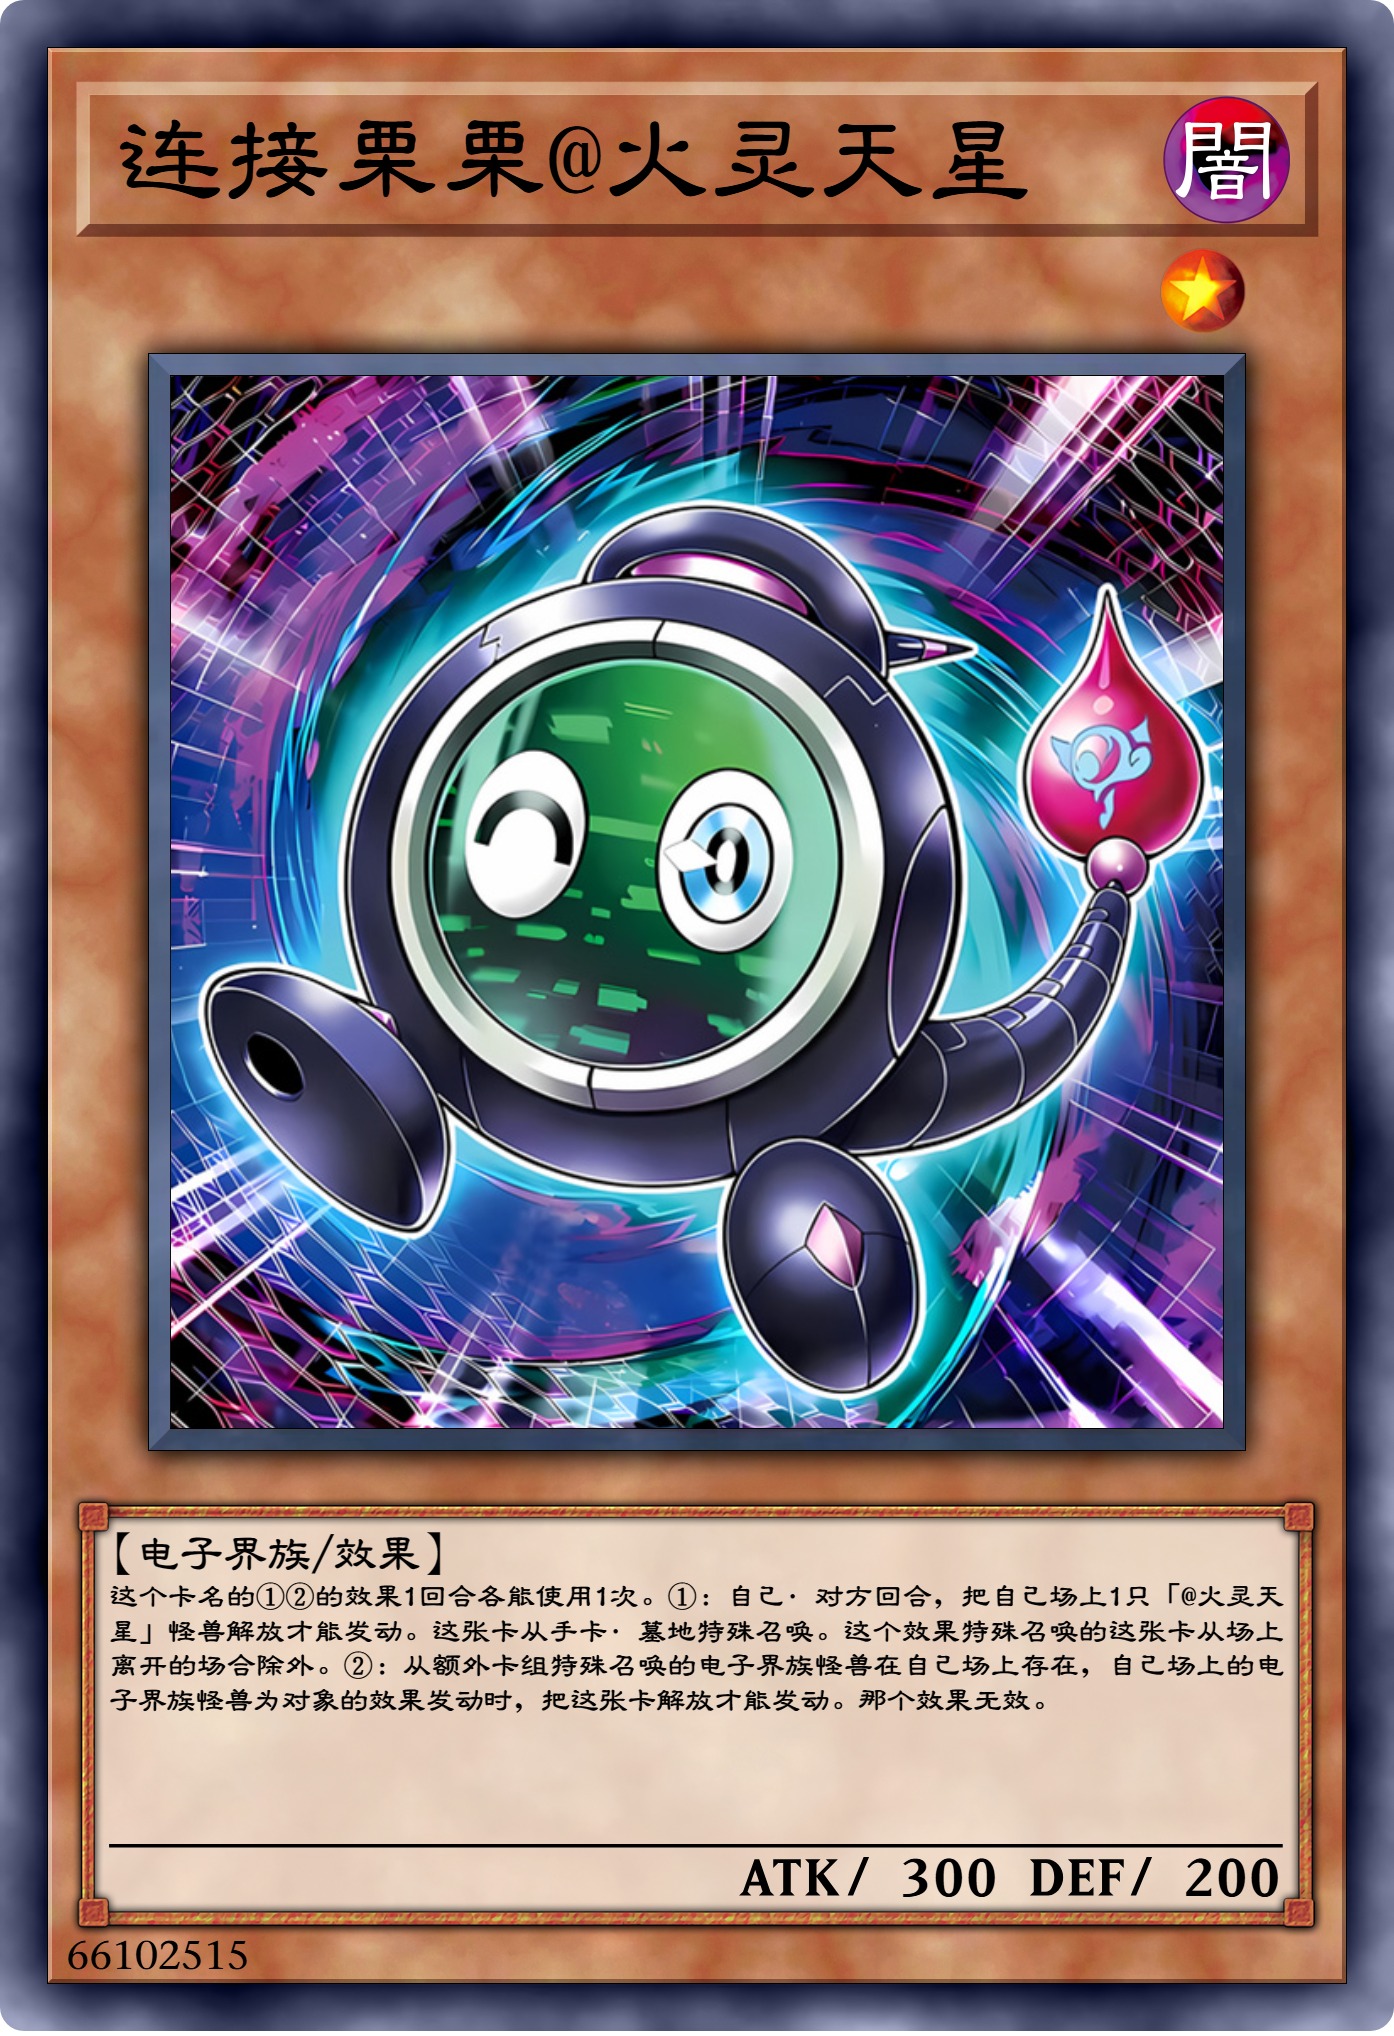 连接栗栗@火灵天星
闇
【电子界族/效果】
这个卡名的①②的效果1回合各能使用1次。①：自己·对方回合，把自己场上1只「@火灵天
星」怪兽解放才能发动。这张卡从手卡·墓地特殊召唤。这个效果特殊召唤的这张卡从场上
离开的场合除外。②：从额外卡组特殊召唤的电子界族怪兽在自己场上存在，自己场上的电
子界族怪兽为对象的效果发动时，把这张卡解放才能发动。那个效果无效。
ATK/ 300 DEF/ 200
66102515